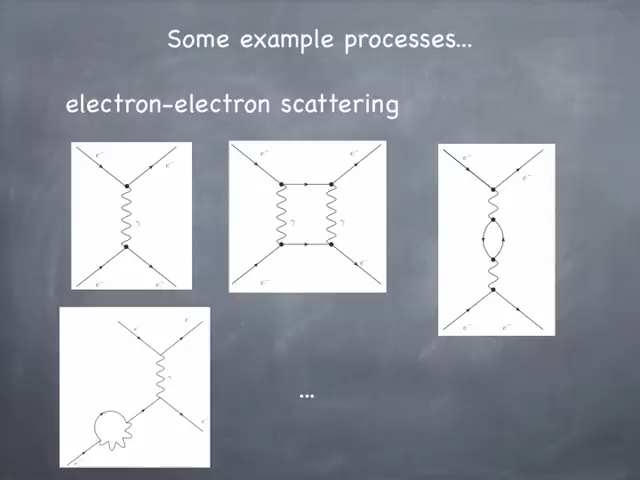 Some example processes...
electron-electron scattering
e⁻ e⁻
γ
e⁻ e⁻
e⁻ e⁻
γ γ
e⁻
e⁻ e⁻
e⁻ e⁻
e⁻ e⁻
γ
...